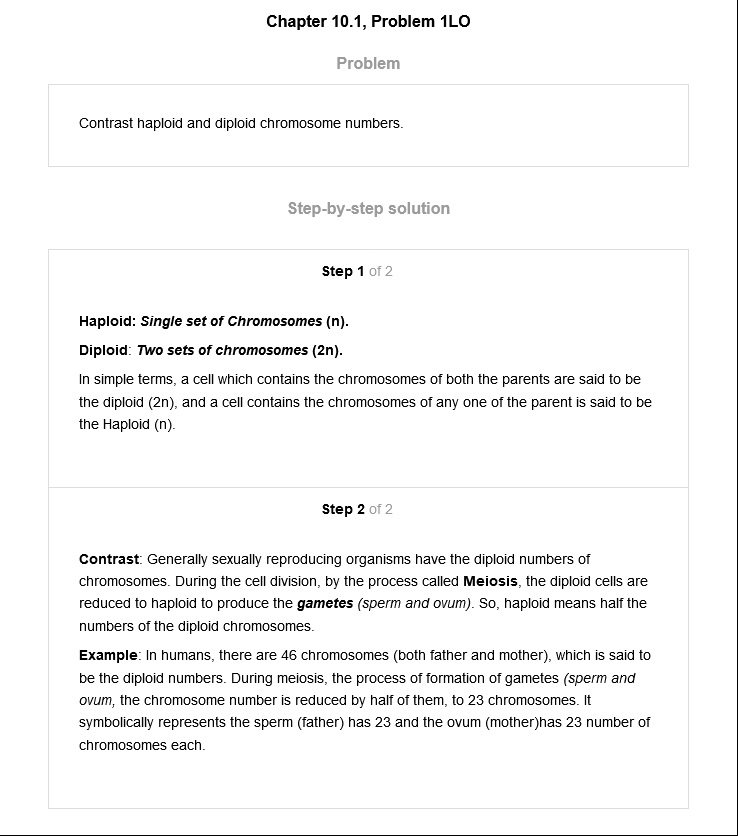 Chapter 10.1, Problem 1LO
Problem
Contrast haploid and diploid chromosome numbers.
Step-by-step solution
Step 1 of 2
Haploid: Single set of Chromosomes (n).
Diploid: Two sets of chromosomes (2n).
In simple terms, a cell which contains the chromosomes of both the parents are said to be
the diploid (2n), and a cell contains the chromosomes of any one of the parent is said to be
the Haploid (n).
Step 2 of 2
Contrast: Generally sexually reproducing organisms have the diploid numbers of
chromosomes. During the cell division, by the process called Meiosis, the diploid cells are
reduced to haploid to produce the gametes (sperm and ovum). So, haploid means half the
numbers of the diploid chromosomes.
Example: In humans, there are 46 chromosomes (both father and mother), which is said to
be the diploid numbers. During meiosis, the process of formation of gametes (sperm and
ovum, the chromosome number is reduced by half of them, to 23 chromosomes. It
symbolically represents the sperm (father) has 23 and the ovum (mother)has 23 number of
chromosomes each.